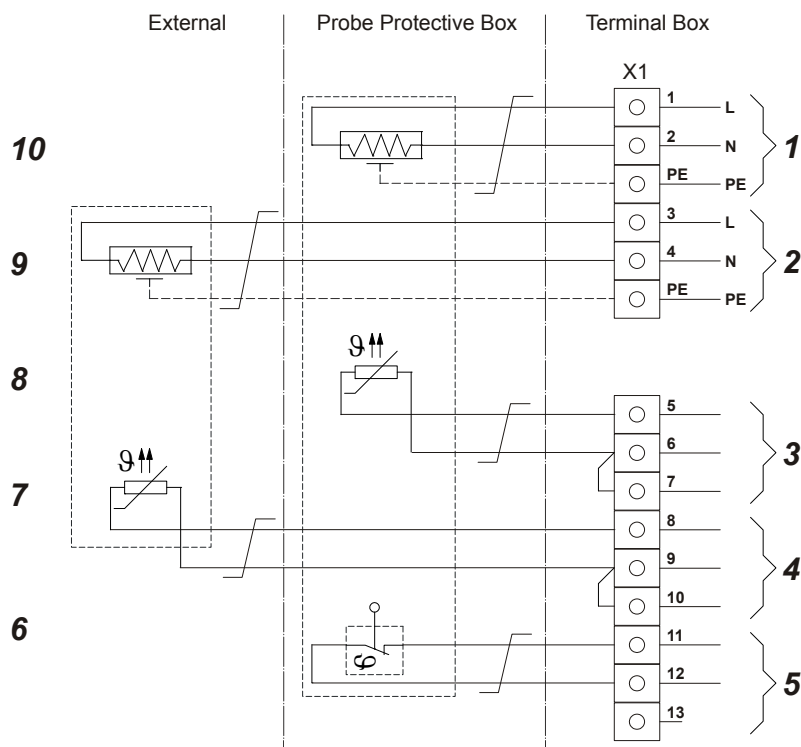 External Probe Protective Box Terminal Box
X1
1 L
10 2 N 1
PE PE
3 L
9 4 N 2
PE PE
ϑ
8
5
6 3
ϑ
7 7
8
9 4
10
6 11
ϑ
12 5
13